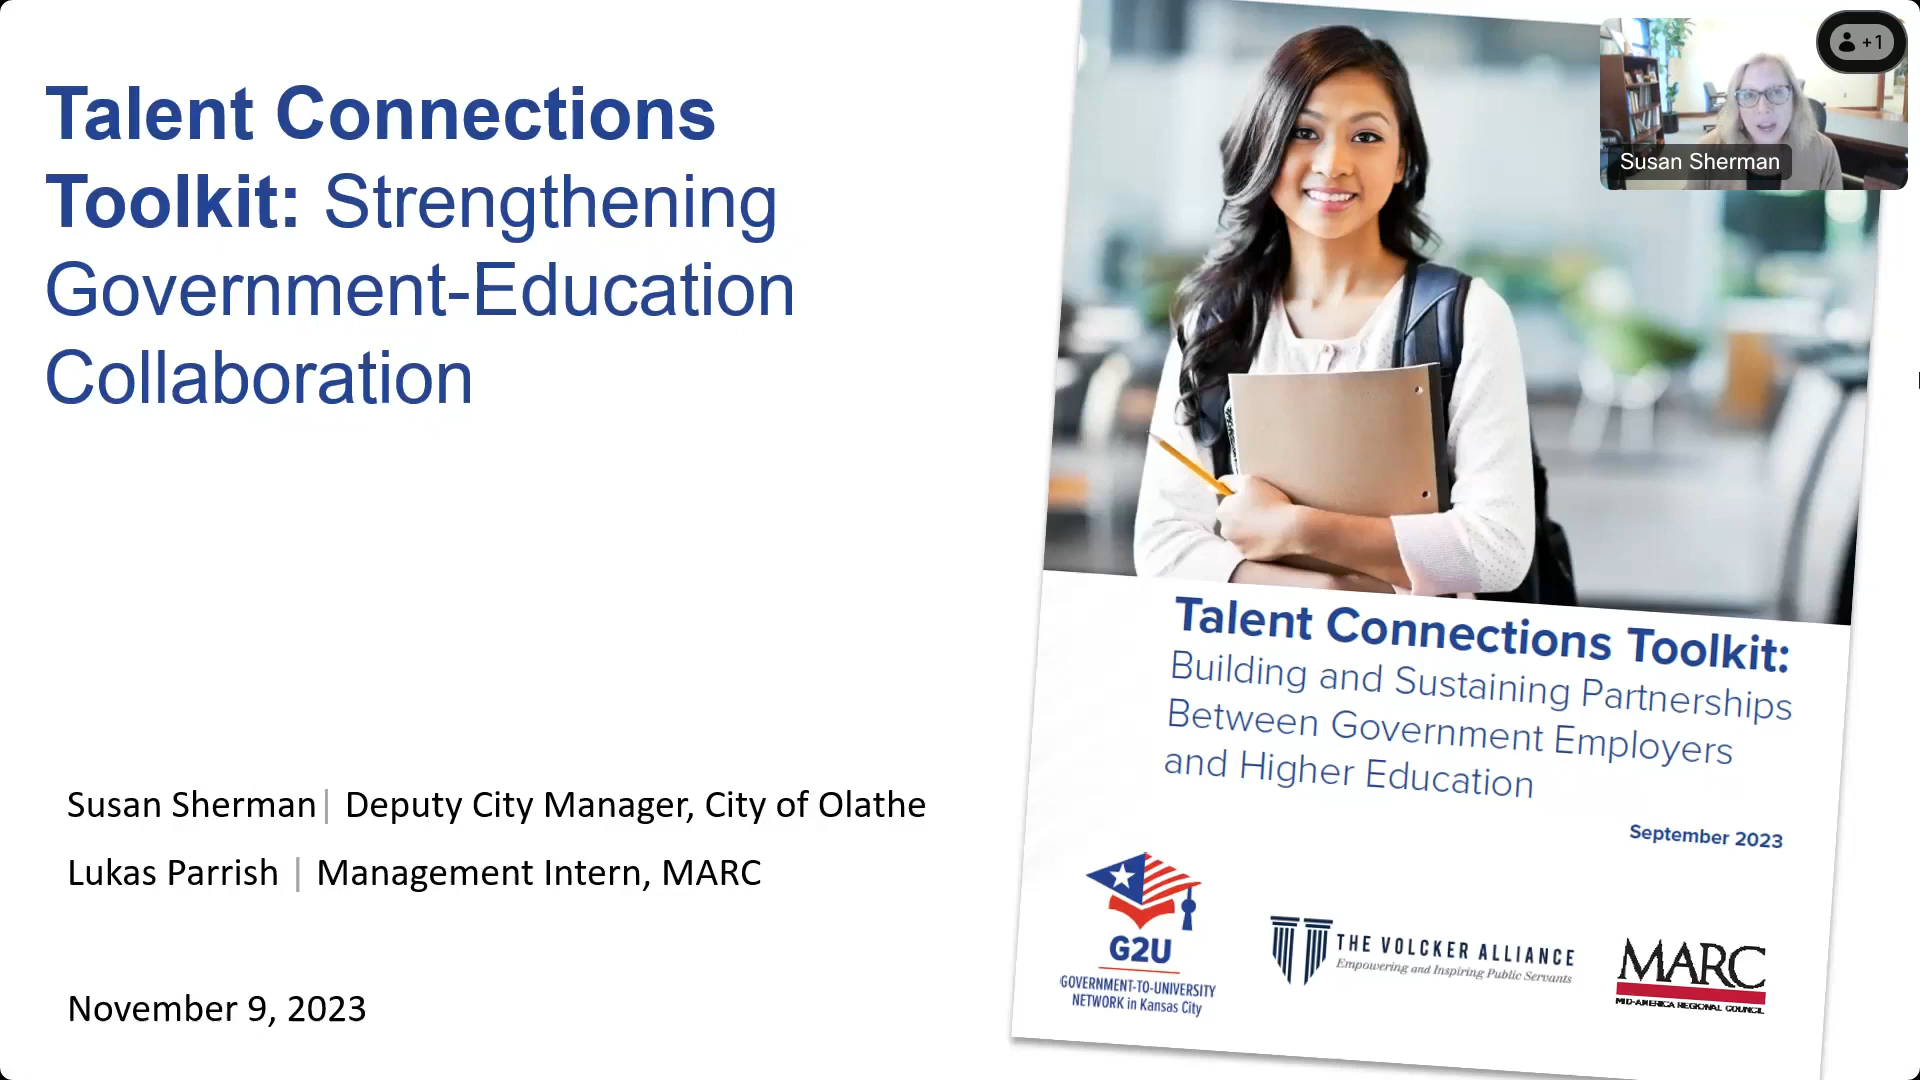 Talent Connections
Toolkit: Strengthening
Government-Education
Collaboration
Susan Sherman| Deputy City Manager, City of Olathe
Lukas Parrish | Management Intern, MARC
November 9, 2023
+1
Susan Sherman
Talent Connections Toolkit:
Building and Sustaining Partnerships
Between Government Employers
and Higher Education
September 2023
G2U
GOVERNMENT-TO-UNIVERSITY
NETWORK in Kansas City
THE VOLCKER ALLIANCE
Empowering and Inspiring Public Servants
MARC
MID-AMERICA REGIONAL COUNCIL